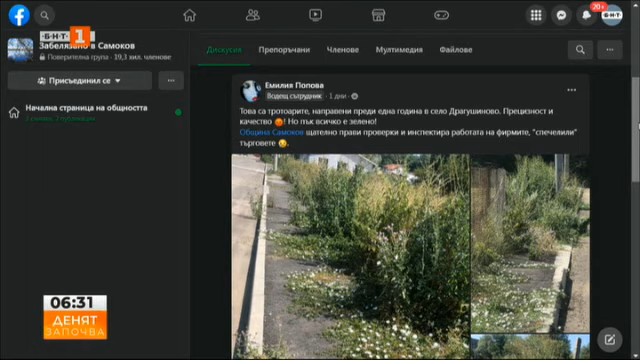 20+
БНТ
БНТ 1
Забелязано в Самоков
Поверителна група · 19,3 хил. членове
Присъединил се
Начална страница на общността
Дискусия
Препоръчани
Членове
Мултимедия
Файлове
Емилия Попова
Водещ сътрудник · 1 дни ·
Това са тротоарите, направени преди една година в село Драгушиново. Прецизност и
качество 😡! Но пък всичко е зелено!
Община Самоков щателно прави проверки и инспектира работата на фирмите, "спечелили"
търговете 😉.
06:31
ДЕНЯТ
ЗАПОЧВА